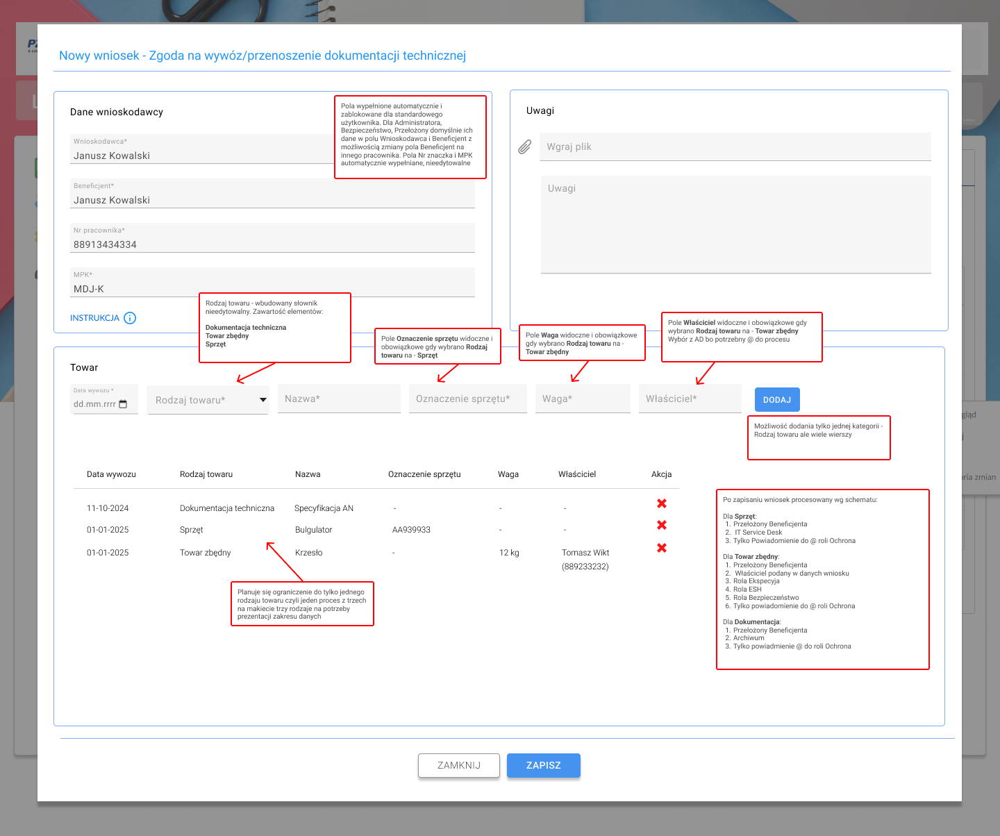 Nowy wniosek - Zgoda na wywóz/przenoszenie dokumentacji technicznej
Dane wnioskodawcy
Wnioskodawca*
Janusz Kowalski
Beneficjent*
Janusz Kowalski
Nr pracownika*
88913434334
MPK*
MDJ-K
INSTRUKCJA
Pola wypełnione automatycznie i
zablokowane dla standardowego
użytkownika. Dla Administratora,
Bezpieczeństwo, Przełożony domyślnie ich
dane w polu Wnioskodawca i Beneficjent z
możliwością zmiany pola Beneficjent na
innego pracownika. Pola Nr znaczka i MPK
automatycznie wypełniane, nieedytowalne
Uwagi
Wgraj plik
Uwagi
Rodzaj towaru - wbudowany słownik
nieedytowalny. Zawartość elementów:
Dokumentacja techniczna
Towar zbędny
Sprzęt
Pole Oznaczenie sprzętu widoczne i
obowiązkowe gdy wybrano Rodzaj
towaru na - Sprzęt
Pole Waga widoczne i obowiązkowe
gdy wybrano Rodzaj towaru na -
Towar zbędny
Pole Właściciel widoczne i obowiązkowe gdy
wybrano Rodzaj towaru na - Towar zbędny
Wybór z AD bo potrzebny @ do procesu
Towar
Data wywozu *
dd.mm.rrrr
Rodzaj towaru*
Nazwa*
Oznaczenie sprzętu*
Waga*
Właściciel*
DODAJ
Możliwość dodania tylko jednej kategorii -
Rodzaj towaru ale wiele wierszy
Data wywozu Rodzaj towaru Nazwa Oznaczenie sprzętu Waga Właściciel Akcja
11-10-2024 Dokumentacja techniczna Specyfikacja AN - - -
01-01-2025 Sprzęt Bulgulator AA939933 - -
01-01-2025 Towar zbędny Krzesło - 12 kg Tomasz Wikt
(889233232)
Planuje się ograniczenie do tylko jednego
rodzaju towaru czyli jeden proces z trzech
na makiecie trzy rodzaje na potrzeby
prezentacji zakresu danych
Po zapisaniu wniosek procesowany wg schematu:
Dla Sprzęt:
1. Przełożony Beneficjenta
2. IT Service Desk
3. Tylko Powiadomienie do @ roli Ochrona
Dla Towar zbędny:
1. Przełożony Beneficjenta
2. Właściciel podany w danych wniosku
3. Rola Ekspecyja
4. Rola ESH
5. Rola Bezpieczeństwo
6. Tylko powiadomienie do @ roli Ochrona
Dla Dokumentacja:
1. Przełożony Beneficjenta
2. Archiwum
3. Tylko powiadmienie @ do roli Ochrona
ZAMKNIJ
ZAPISZ